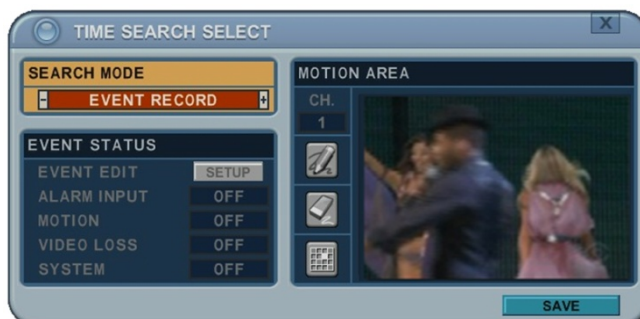 TIME SEARCH SELECT
X
SEARCH MODE
- EVENT RECORD +
EVENT STATUS
EVENT EDIT SETUP
ALARM INPUT OFF
MOTION OFF
VIDEO LOSS OFF
SYSTEM OFF
MOTION AREA
CH.
1
SAVE